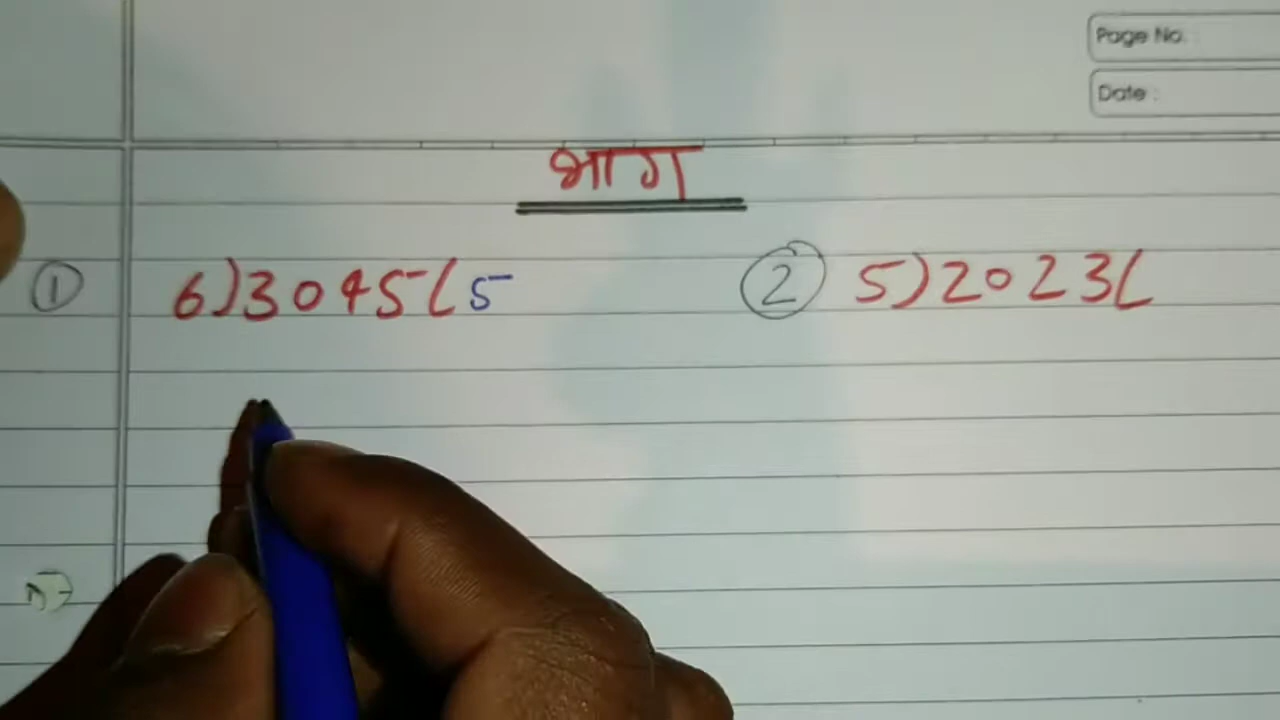 Page No. :
Date :
भाग
① 6)3045(5
② 5)2023(